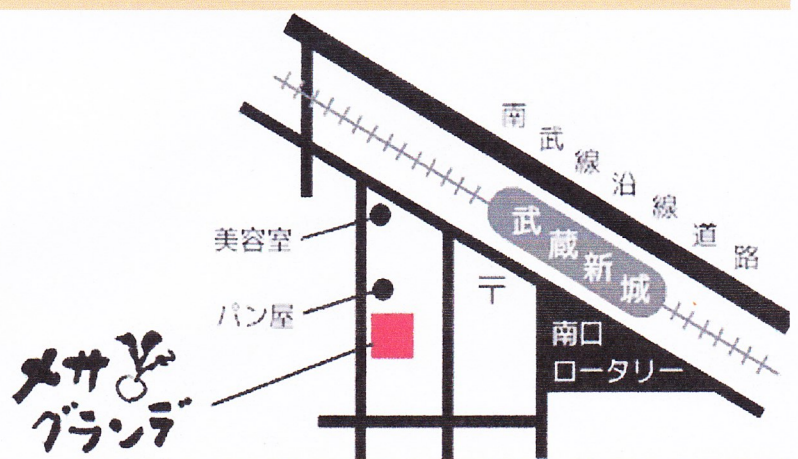 南武線沿線道路
武蔵新城
美容室
〒
パン屋
南口
ロータリー
メサ
グランデ